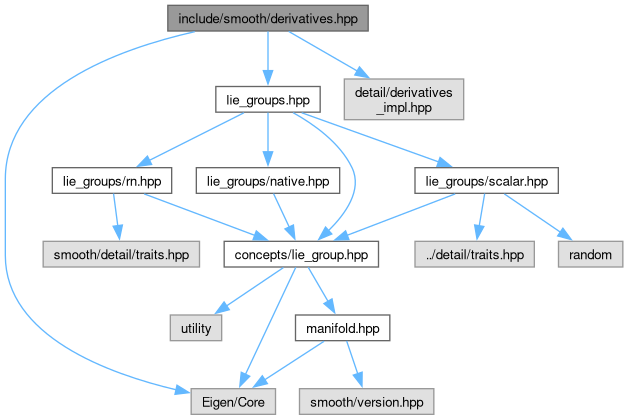 include/smooth/derivatives.hpp
lie_groups.hpp
detail/derivatives
_impl.hpp
lie_groups/rn.hpp
lie_groups/native.hpp
lie_groups/scalar.hpp
smooth/detail/traits.hpp
concepts/lie_group.hpp
../detail/traits.hpp
random
utility
manifold.hpp
Eigen/Core
smooth/version.hpp